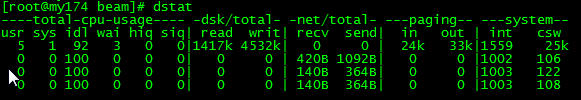 [root@my174 beam]# dstat
----total-cpu-usage---- -dsk/total- -net/total- ---paging-- ---system--
usr sys idl wai hiq siq| read  writ| recv  send|  in   out | int   csw
  5   1  92   3   0   0|1417k 4532k|   0     0 |  24k   33k|1559    25k
  0   0 100   0   0   0|   0     0 | 420B 1092B|   0     0 |1002   106
  0   0 100   0   0   0|   0     0 | 140B  364B|   0     0 |1003   122
  0   0 100   0   0   0|   0     0 | 140B  364B|   0     0 |1003   108